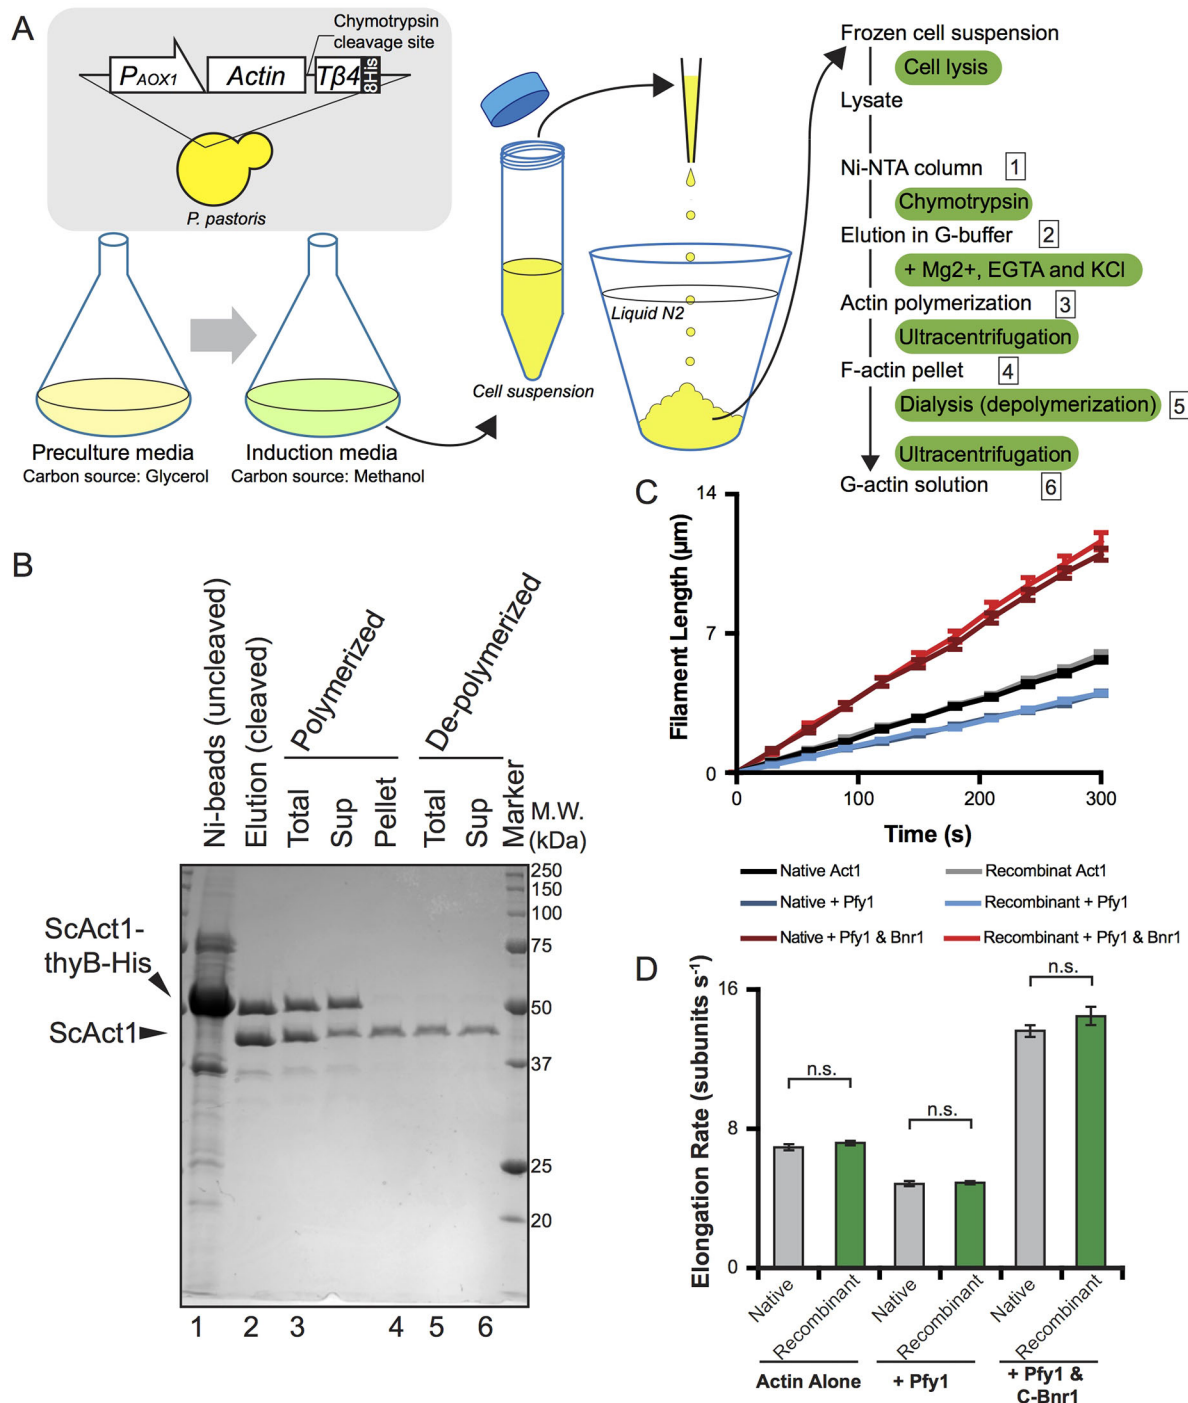 A
Chymotrypsin
cleavage site
PAOX1
Actin
Tβ4
8His
P. pastoris
Preculture media
Carbon source: Glycerol
Induction media
Carbon source: Methanol
Cell suspension
Liquid N2
Frozen cell suspension
Cell lysis
Lysate
Ni-NTA column 1
Chymotrypsin
Elution in G-buffer 2
+ Mg2+, EGTA and KCl
Actin polymerization 3
Ultracentrifugation
F-actin pellet 4
Dialysis (depolymerization) 5
Ultracentrifugation
G-actin solution 6
B
Ni-beads (uncleaved)
Elution (cleaved)
Polymerized
Total
Sup
Pellet
De-polymerized
Total
Sup
Marker
M.W.
(kDa)
250
150
100
75
50
37
25
20
ScAct1-
thyB-His
ScAct1
1 2 3 4 5 6
C
Filament Length (µm)
14
7
0
0 100 200 300
Time (s)
Native Act1
Recombinat Act1
Native + Pfy1
Recombinant + Pfy1
Native + Pfy1 & Bnr1
Recombinant + Pfy1 & Bnr1
D
Elongation Rate (subunits s⁻¹)
16
8
0
n.s.
n.s.
n.s.
Native
Recombinant
Native
Recombinant
Native
Recombinant
Actin Alone
+ Pfy1
+ Pfy1 &
C-Bnr1